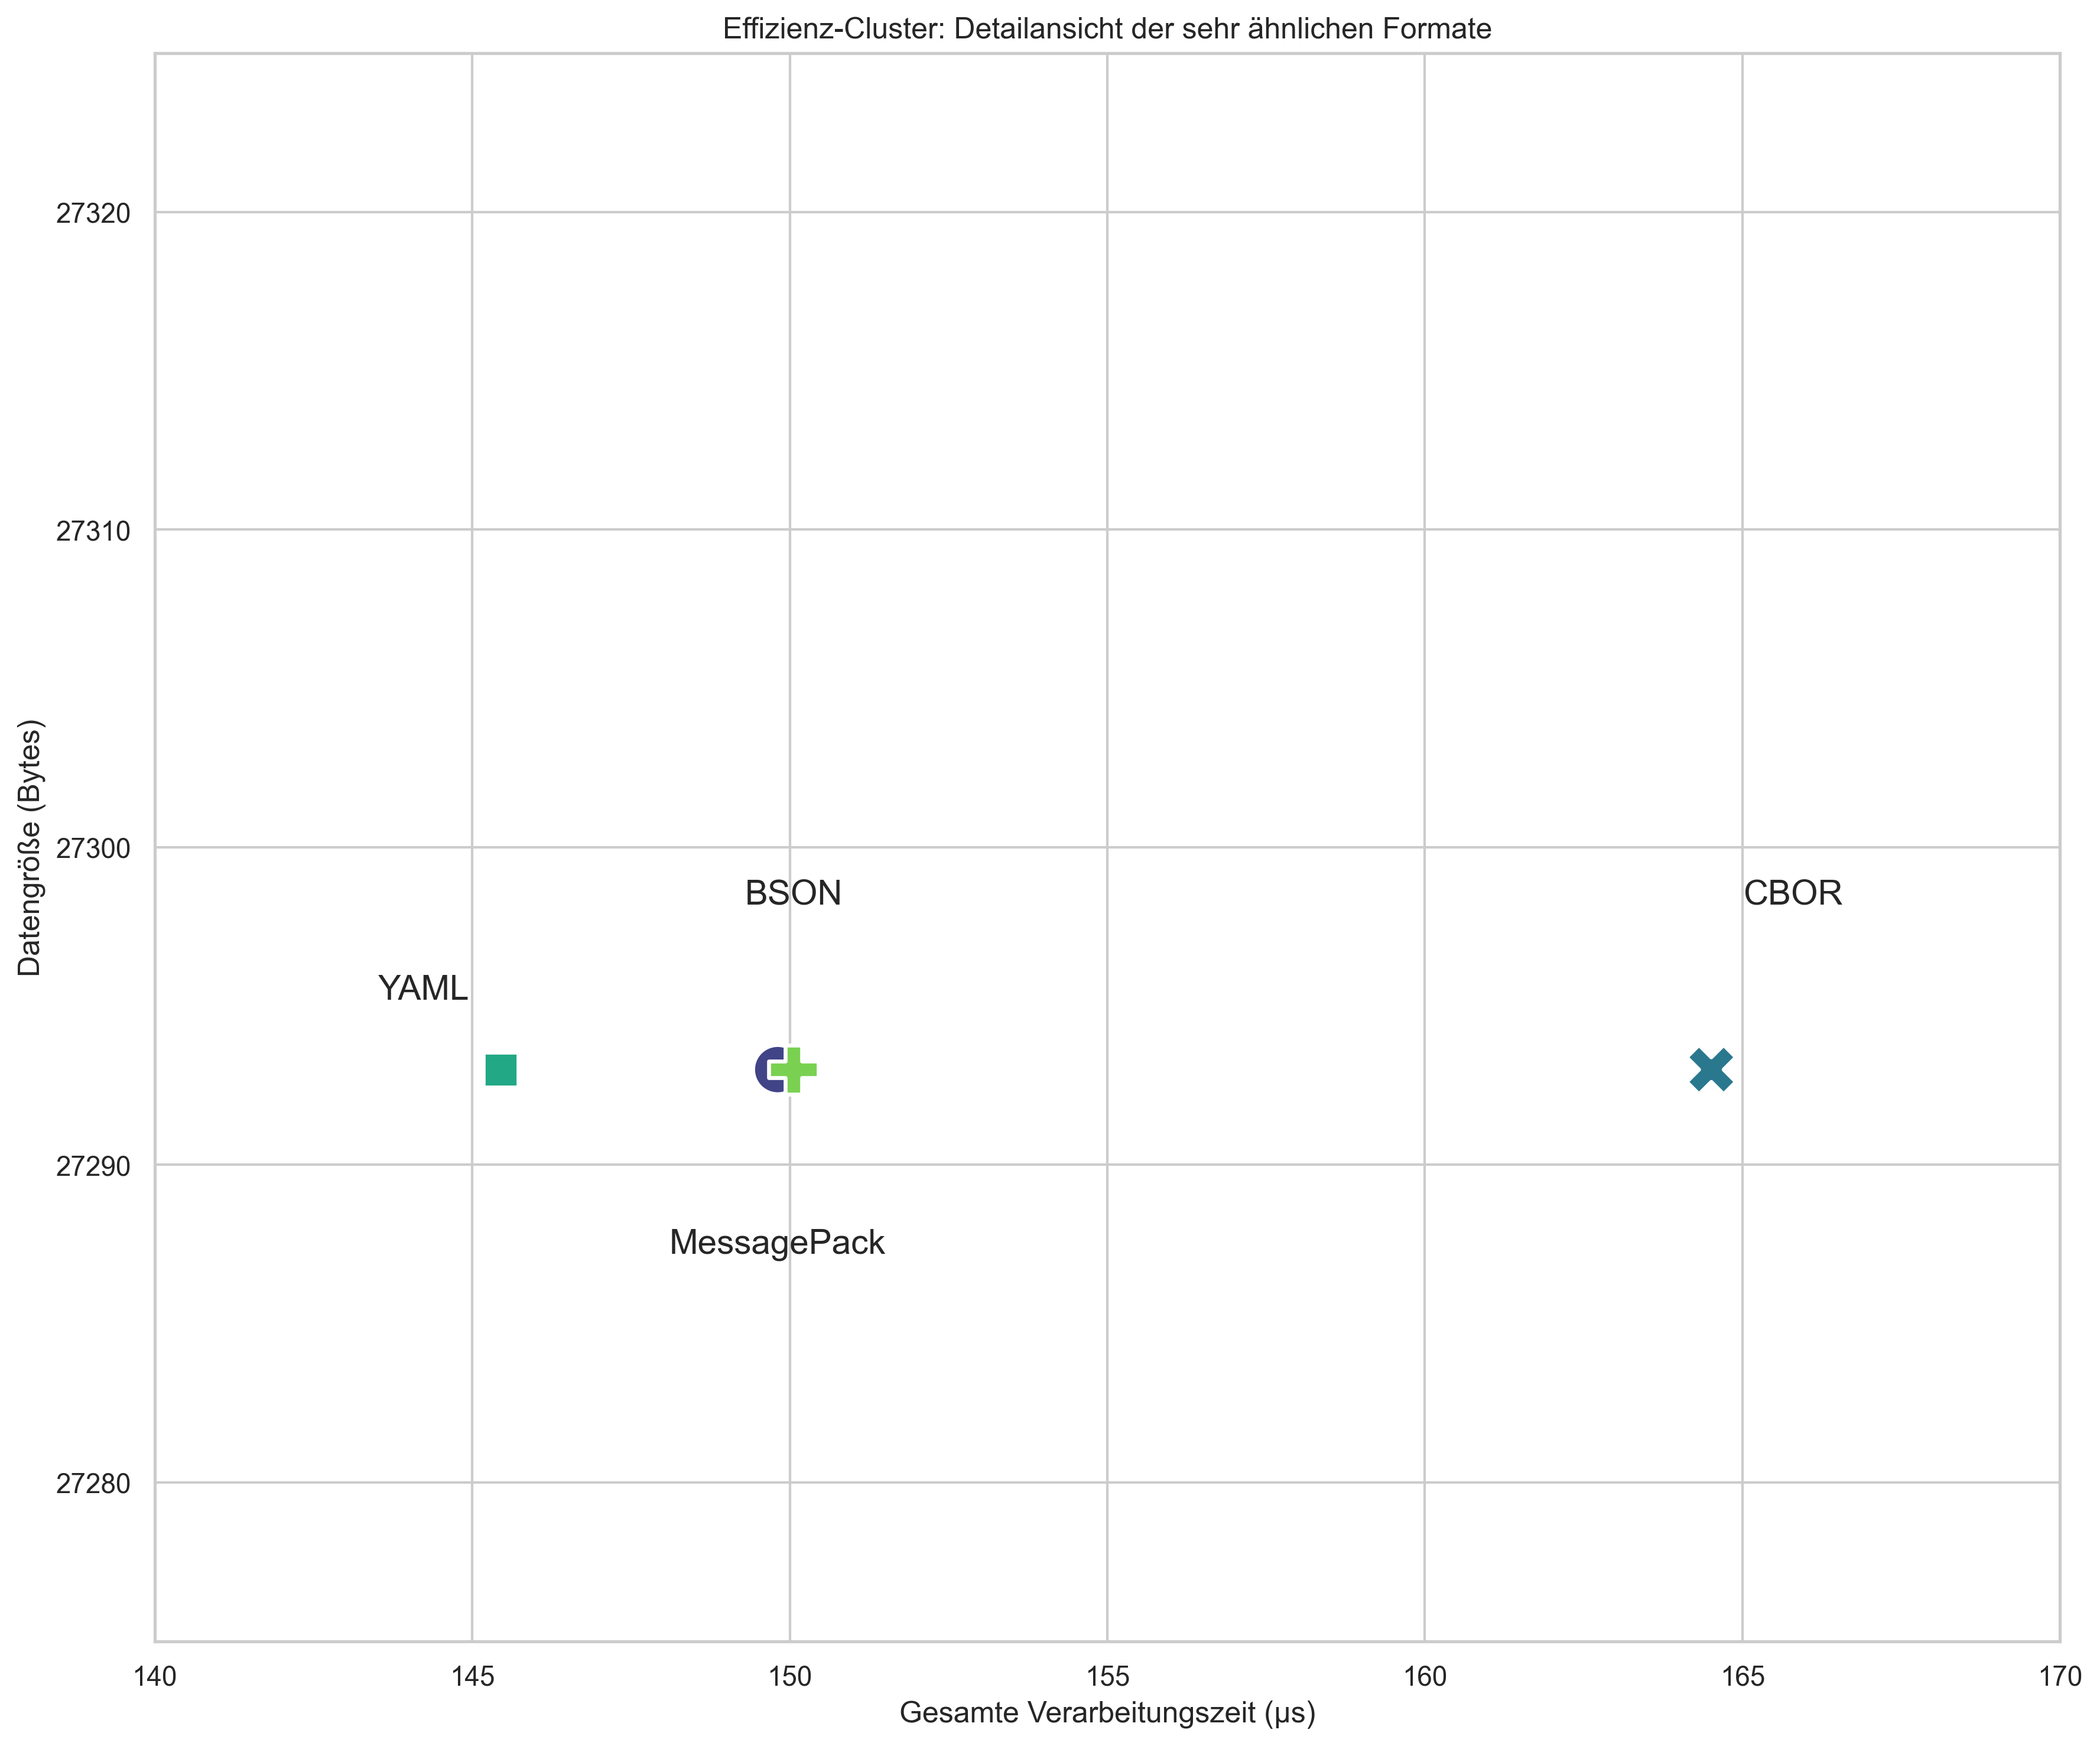 Effizienz-Cluster: Detailansicht der sehr ähnlichen Formate
Datengröße (Bytes)
27320
27310
27300
27290
27280
BSON
CBOR
YAML
MessagePack
140 145 150 155 160 165 170
Gesamte Verarbeitungszeit (µs)